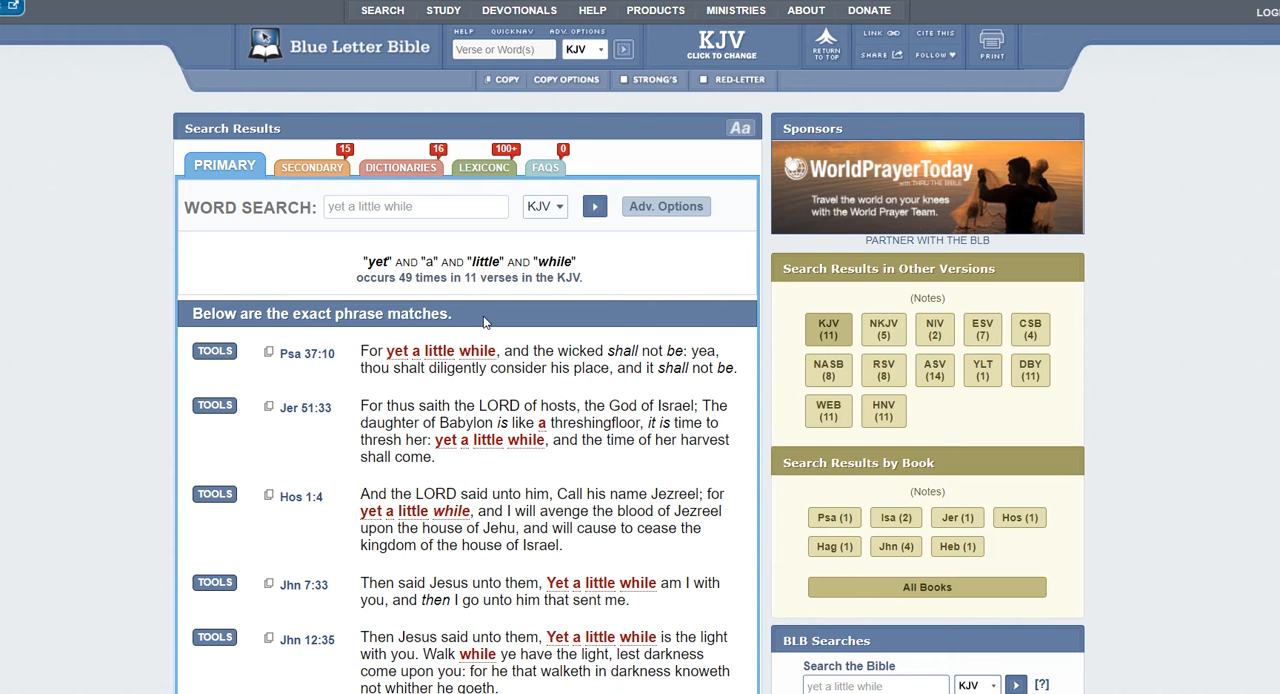 SEARCH STUDY DEVOTIONALS HELP PRODUCTS MINISTRIES ABOUT DONATE
Blue Letter Bible
HELP QUICKNAV ADV. OPTIONS
Verse or Word(s) KJV
KJV
CLICK TO CHANGE
RETURN
TO TOP
LINK CITE THIS
SHARE FOLLOW
PRINT
COPY COPY OPTIONS STRONG'S RED-LETTER
Search Results Aa
15 16 100+ 0
PRIMARY SECONDARY DICTIONARIES LEXICONC FAQS
WORD SEARCH: yet a little while KJV Adv. Options
"yet" AND "a" AND "little" AND "while"
occurs 49 times in 11 verses in the KJV.
Below are the exact phrase matches.
TOOLS Psa 37:10 For yet a little while, and the wicked shall not be: yea,
thou shalt diligently consider his place, and it shall not be.
TOOLS Jer 51:33 For thus saith the LORD of hosts, the God of Israel; The
daughter of Babylon is like a threshingfloor, it is time to
thresh her: yet a little while, and the time of her harvest
shall come.
TOOLS Hos 1:4 And the LORD said unto him, Call his name Jezreel; for
yet a little while, and I will avenge the blood of Jezreel
upon the house of Jehu, and will cause to cease the
kingdom of the house of Israel.
TOOLS Jhn 7:33 Then said Jesus unto them, Yet a little while am I with
you, and then I go unto him that sent me.
TOOLS Jhn 12:35 Then Jesus said unto them, Yet a little while is the light
with you. Walk while ye have the light, lest darkness
come upon you: for he that walketh in darkness knoweth
not whither he goeth.
Sponsors
WorldPrayerToday
with THRU THE BIBLE
Travel the world on your knees
with the World Prayer Team.
PARTNER WITH THE BLB
Search Results in Other Versions
(Notes)
KJV NKJV NIV ESV CSB
(11) (5) (2) (7) (4)
NASB RSV ASV YLT DBY
(8) (8) (14) (1) (11)
WEB HNV
(11) (11)
Search Results by Book
(Notes)
Psa (1) Isa (2) Jer (1) Hos (1)
Hag (1) Jhn (4) Heb (1)
All Books
BLB Searches
Search the Bible
yet a little while KJV [?]